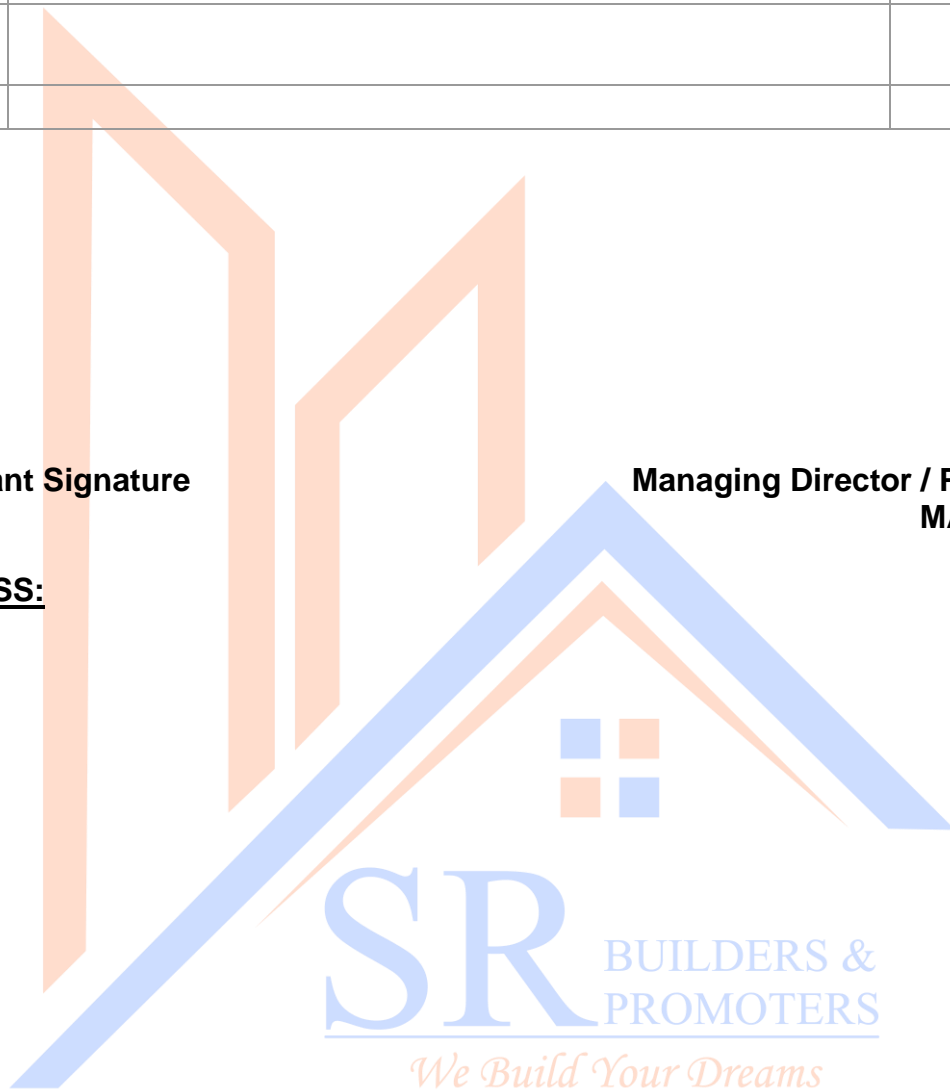 ant Signature Managing Director / P
MA
SS:
SR
BUILDERS &
PROMOTERS
We Build Your Dreams